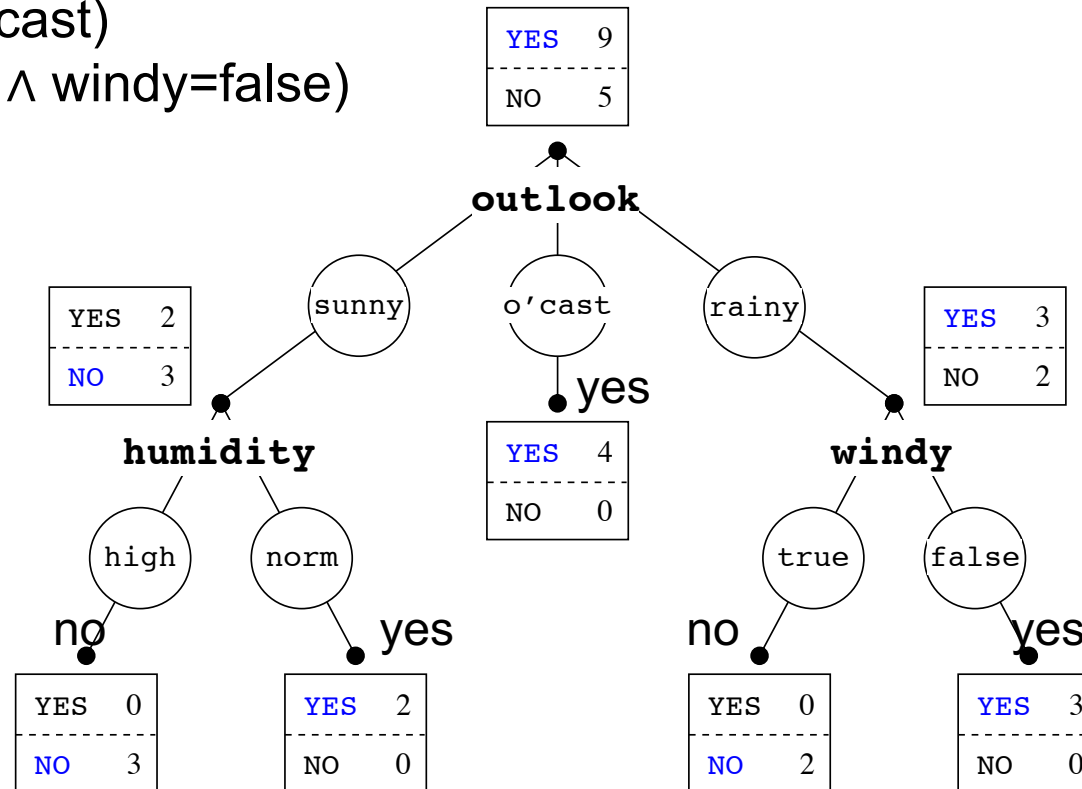 cast)
∧ windy=false)
YES 9
NO 5
outlook
sunny
o'cast
rainy
YES 2
NO 3
YES 3
NO 2
yes
humidity
YES 4
NO 0
windy
high
norm
true
false
no
yes
no
yes
YES 0
NO 3
YES 2
NO 0
YES 0
NO 2
YES 3
NO 0